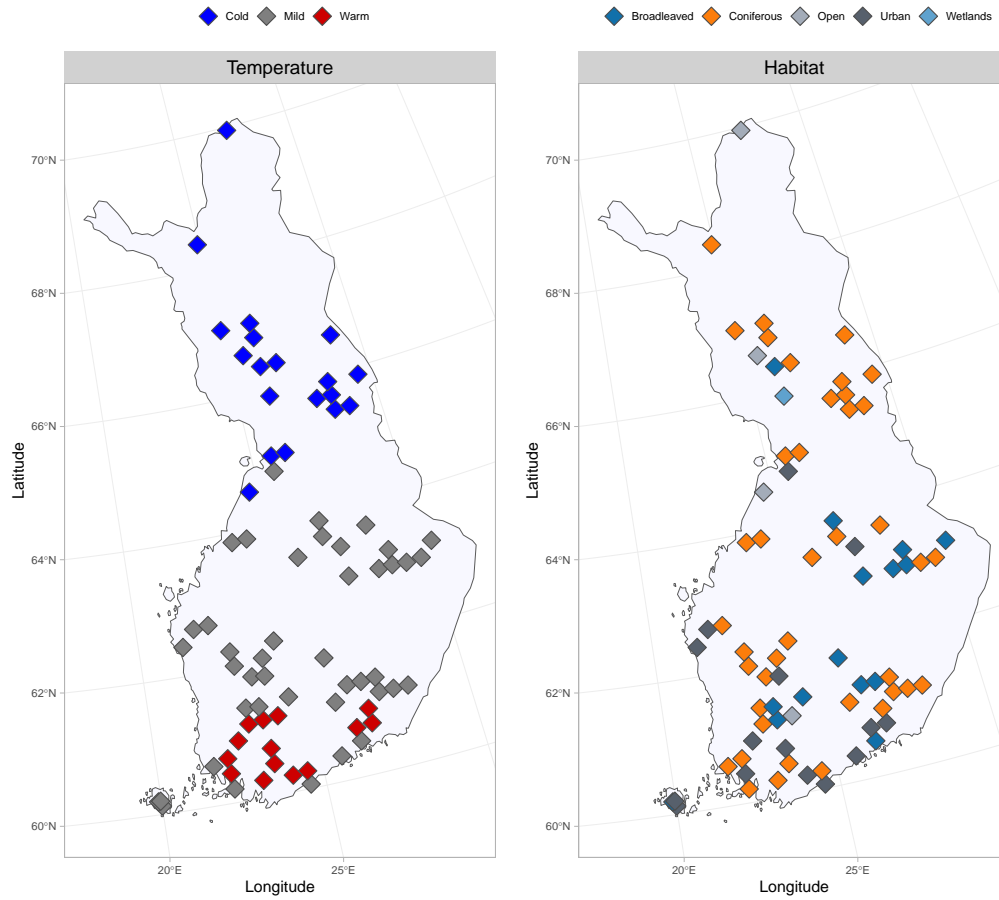 Cold Mild Warm
Broadleaved Coniferous Open Urban Wetlands
Temperature
Habitat
70°N
68°N
66°N
64°N
62°N
60°N
Latitude
20°E 25°E
Longitude
70°N
68°N
66°N
64°N
62°N
60°N
Latitude
20°E 25°E
Longitude